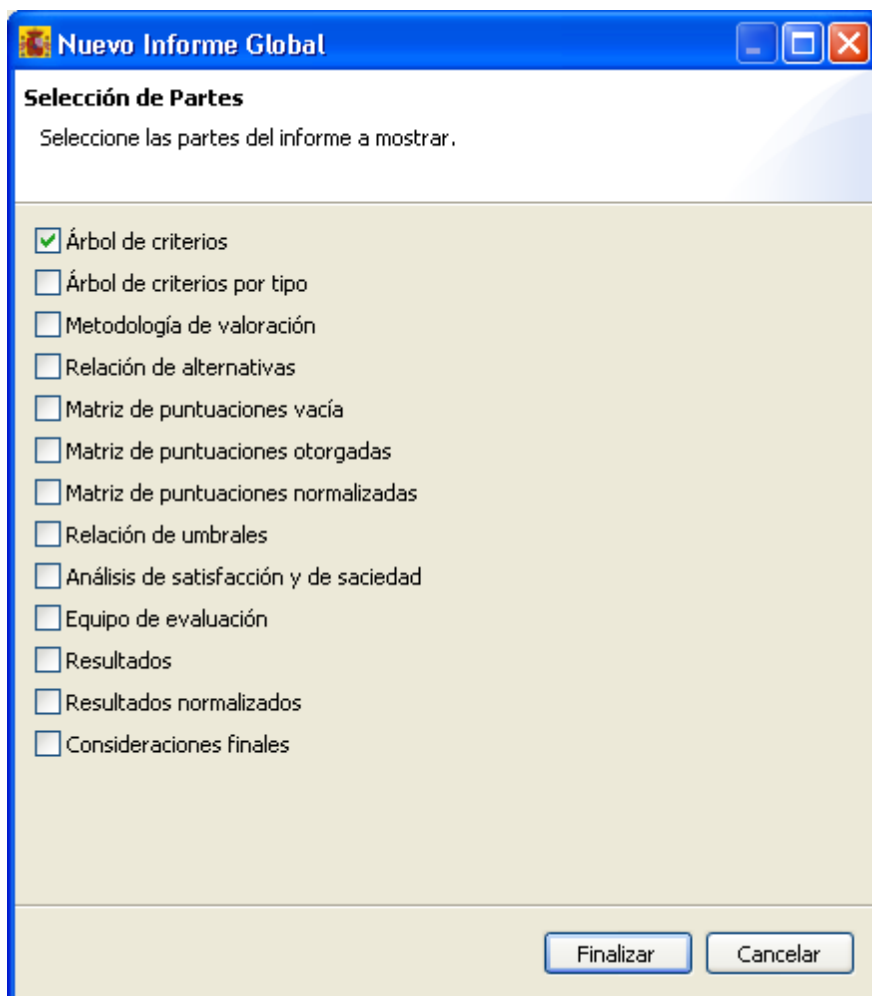 Nuevo Informe Global
Selección de Partes
Seleccione las partes del informe a mostrar.
Árbol de criterios
Árbol de criterios por tipo
Metodología de valoración
Relación de alternativas
Matriz de puntuaciones vacía
Matriz de puntuaciones otorgadas
Matriz de puntuaciones normalizadas
Relación de umbrales
Análisis de satisfacción y de saciedad
Equipo de evaluación
Resultados
Resultados normalizados
Consideraciones finales
Finalizar Cancelar